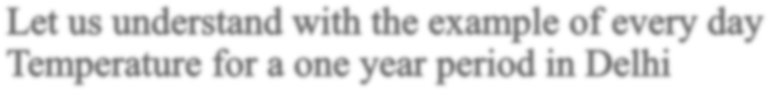 Let us understand with the example of every day
Temperature for a one year period in Delhi